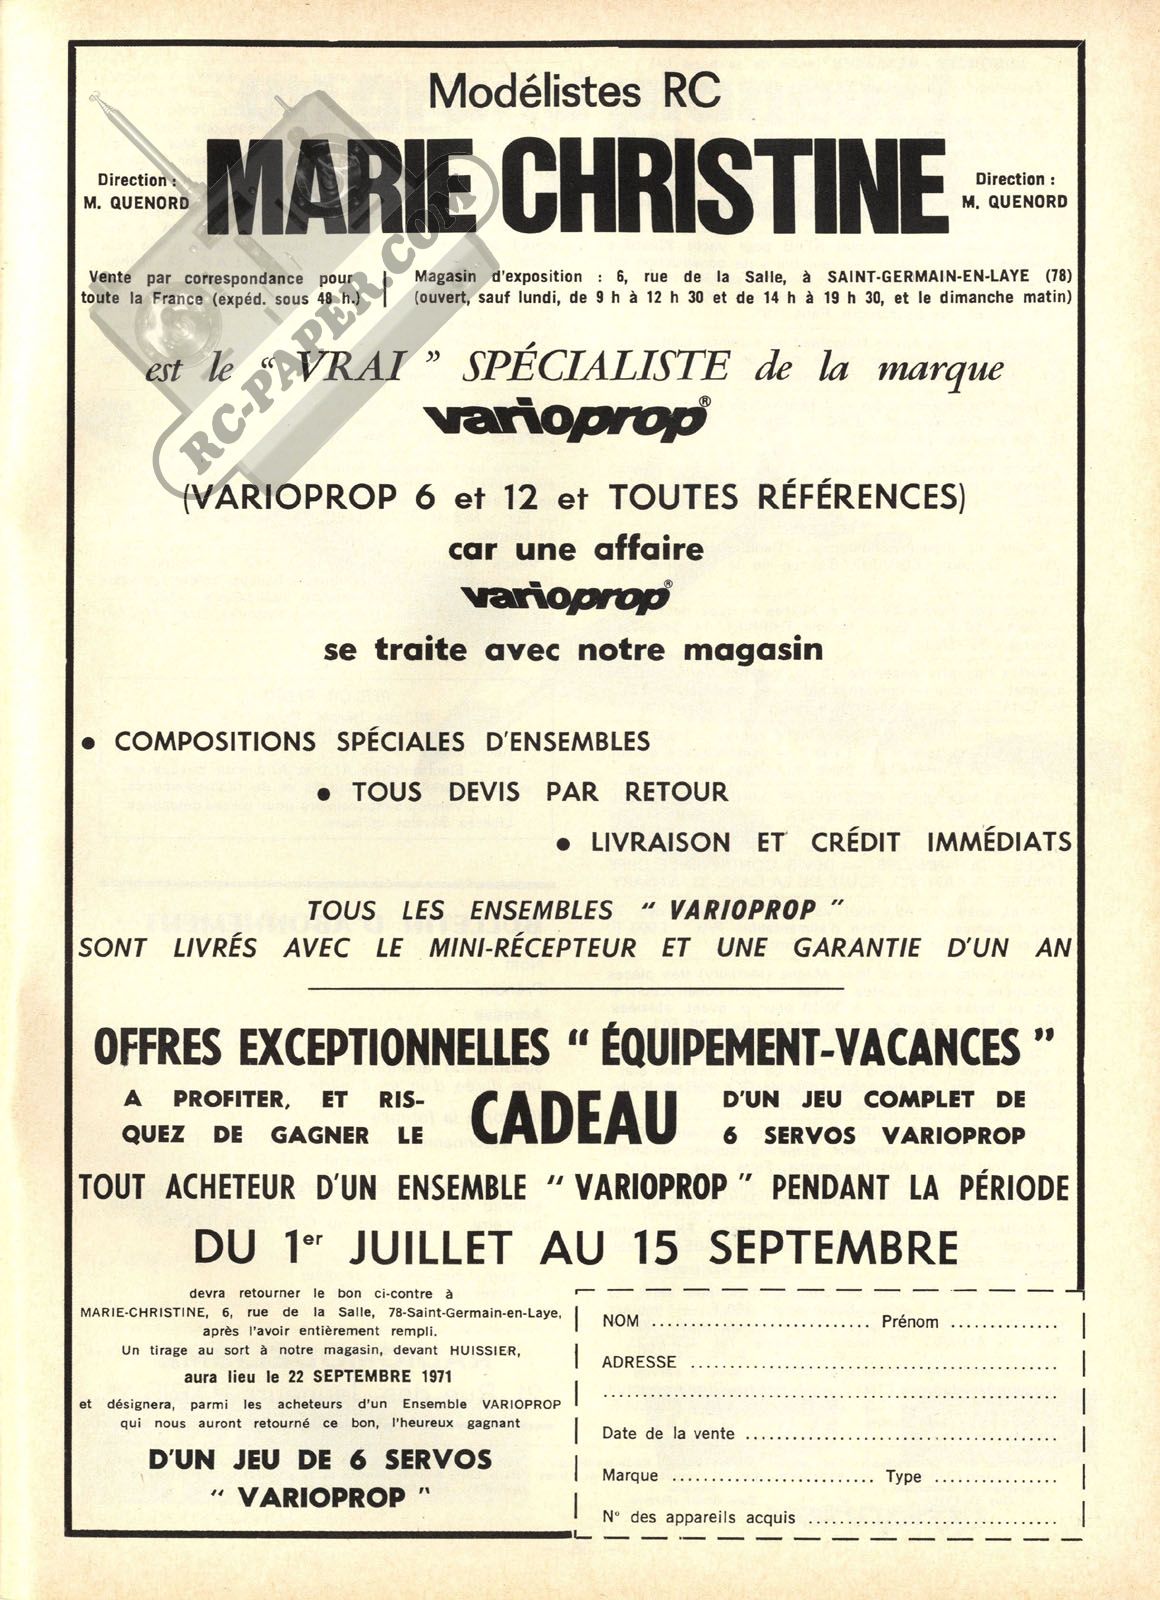 Modélistes RC
MARIE CHRISTINE
Direction :
M. QUENORD
Direction :
M. QUENORD
Vente par correspondance pour
toute la France (expéd. sous 48 h.)
Magasin d'exposition : 6, rue de la Salle, à SAINT-GERMAIN-EN-LAYE (78)
(ouvert, sauf lundi, de 9 h à 12 h 30 et de 14 h à 19 h 30, et le dimanche matin)
RC-PAPER.COM
est le “ VRAI ” SPÉCIALISTE de la marque
varioprop®
(VARIOPROP 6 et 12 et TOUTES RÉFÉRENCES)
car une affaire
varioprop®
se traite avec notre magasin
• COMPOSITIONS SPÉCIALES D'ENSEMBLES
• TOUS DEVIS PAR RETOUR
• LIVRAISON ET CRÉDIT IMMÉDIATS
TOUS LES ENSEMBLES “ VARIOPROP ”
SONT LIVRÉS AVEC LE MINI-RÉCEPTEUR ET UNE GARANTIE D'UN AN
OFFRES EXCEPTIONNELLES “ ÉQUIPEMENT-VACANCES ”
A PROFITER, ET RIS-
QUEZ DE GAGNER LE
CADEAU
D'UN JEU COMPLET DE
6 SERVOS VARIOPROP
TOUT ACHETEUR D'UN ENSEMBLE “ VARIOPROP ” PENDANT LA PÉRIODE
DU 1er JUILLET AU 15 SEPTEMBRE
devra retourner le bon ci-contre à
MARIE-CHRISTINE, 6, rue de la Salle, 78-Saint-Germain-en-Laye,
après l'avoir entièrement rempli.
Un tirage au sort à notre magasin, devant HUISSIER,
aura lieu le 22 SEPTEMBRE 1971
et désignera, parmi les acheteurs d'un Ensemble VARIOPROP
qui nous auront retourné ce bon, l'heureux gagnant
D'UN JEU DE 6 SERVOS
“ VARIOPROP ”
NOM ........................... Prénom .............
ADRESSE .............................................
........................................................
Date de la vente ......................................
Marque ......................... Type ...............
N° des appareils acquis ..............................